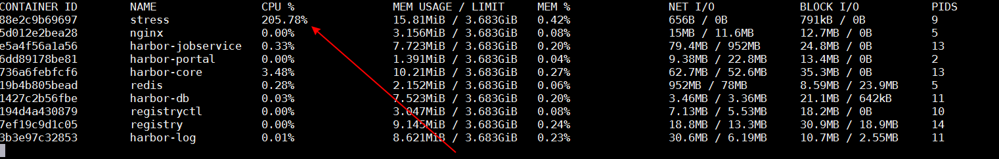 CONTAINER ID NAME CPU % MEM USAGE / LIMIT MEM % NET I/O BLOCK I/O PIDS
88e2c9b69697 stress 205.78% 15.81MiB / 3.683GiB 0.42% 656B / 0B 791kB / 0B 9
5d012e2bea28 nginx 0.00% 3.156MiB / 3.683GiB 0.08% 15MB / 11.6MB 12.7MB / 0B 5
e5a4f56a1a56 harbor-jobservice 0.33% 7.723MiB / 3.683GiB 0.20% 79.4MB / 952MB 24.8MB / 0B 13
6dd89178be81 harbor-portal 0.00% 1.391MiB / 3.683GiB 0.04% 9.38MB / 22.8MB 13.4MB / 0B 2
736a6febfcf6 harbor-core 3.48% 10.21MiB / 3.683GiB 0.27% 62.7MB / 52.6MB 35.3MB / 0B 13
19b4b805bead redis 0.28% 2.152MiB / 3.683GiB 0.06% 952MB / 78MB 8.59MB / 23.9MB 5
1427c2b56fbe harbor-db 0.03% 7.523MiB / 3.683GiB 0.20% 3.46MB / 3.36MB 21.1MB / 642kB 11
194d4a430879 registryctl 0.00% 3.047MiB / 3.683GiB 0.08% 7.13MB / 5.53MB 18.2MB / 0B 10
7ef19c9d1c05 registry 0.00% 9.145MiB / 3.683GiB 0.24% 18.8MB / 13.3MB 30.9MB / 18.9MB 14
3b3e97c32853 harbor-log 0.01% 8.621MiB / 3.683GiB 0.23% 30.6MB / 6.19MB 10.7MB / 2.55MB 11